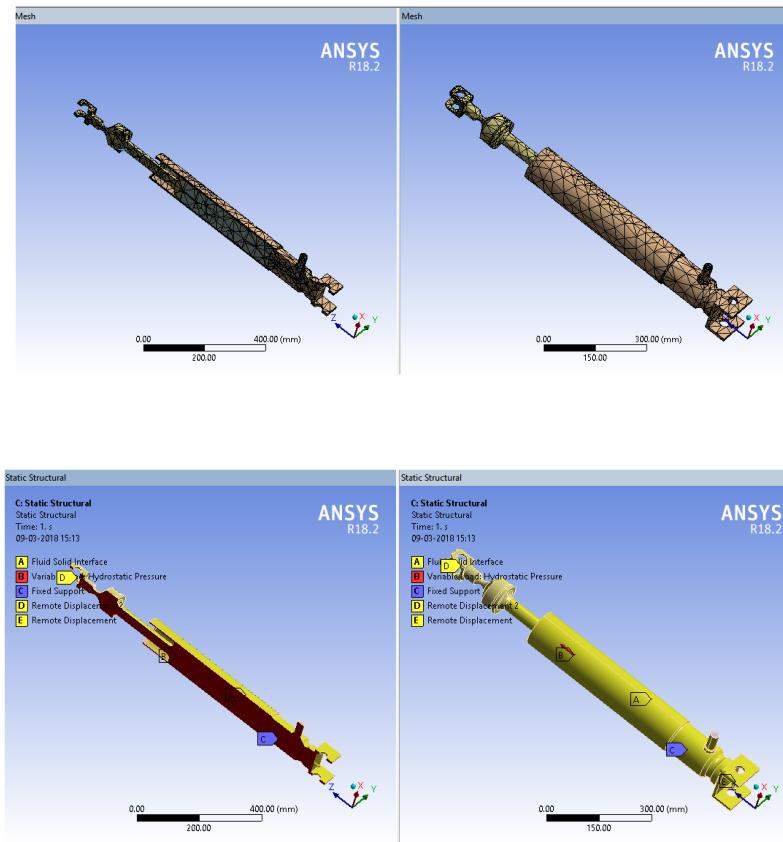 Mesh
ANSYS
R18.2
Z
X
Y
0.00
400.00 (mm)
200.00
Mesh
ANSYS
R18.2
X
Y
0.00
300.00 (mm)
150.00
Static Structural
C: Static Structural
Static Structural
Time: 1. s
09-03-2018 15:13
ANSYS
R18.2
A Fluid Solid Interface
B Hydrostatic Pressure
C Fixed Support
D Remote Displacement 2
E Remote Displacement
D
B
C
Z
X
Y
0.00
400.00 (mm)
200.00
Static Structural
C: Static Structural
Static Structural
Time: 1. s
09-03-2018 15:13
ANSYS
R18.2
A Interface
B Hydrostatic Pressure
C Fixed Support
D Remote Displacement 2
E Remote Displacement
D
B
A
C
E
X
Y
0.00
300.00 (mm)
150.00